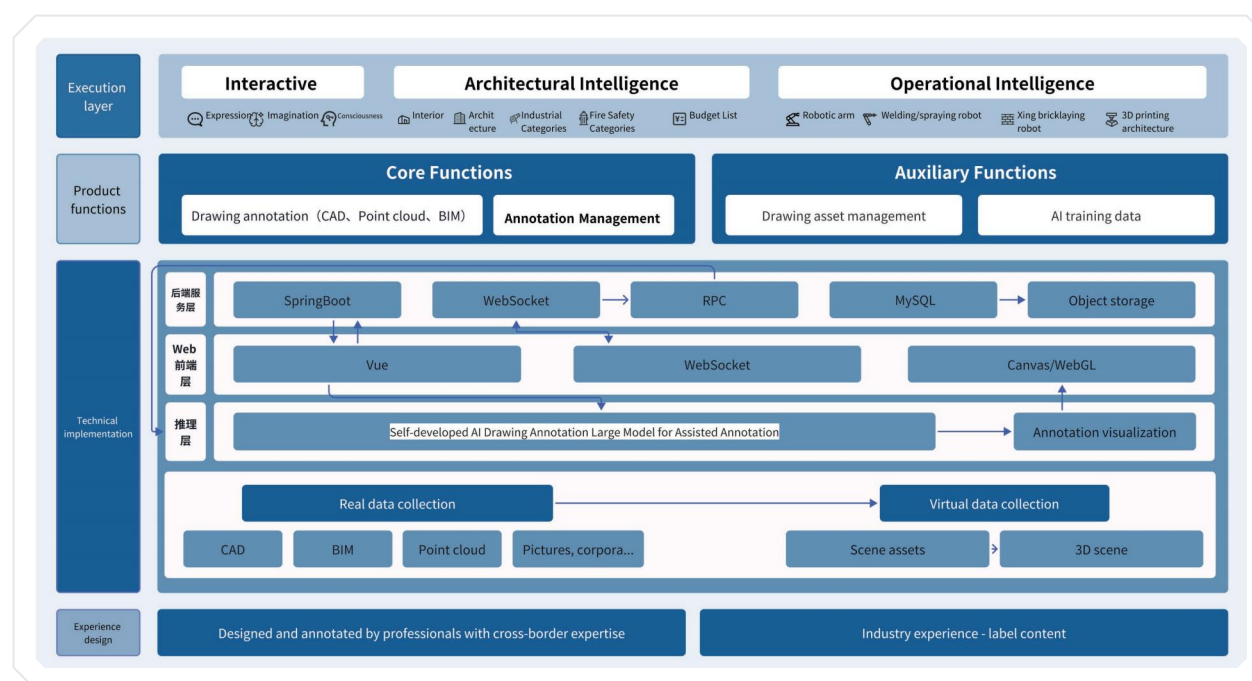 Execution
layer
Interactive
Architectural Intelligence
Operational Intelligence
Expression
Imagination
Consciousness
Interior
Archit
ecture
Industrial
Categories
Fire Safety
Categories
Budget List
Robotic arm
Welding/spraying robot
Xing bricklaying
robot
3D printing
architecture
Product
functions
Core Functions
Drawing annotation（CAD、Point cloud、BIM）
Annotation Management
Auxiliary Functions
Drawing asset management
AI training data
Technical
implementation
后端服
务层
SpringBoot
WebSocket
RPC
MySQL
Object storage
Web
前端
层
Vue
WebSocket
Canvas/WebGL
推理
层
Self-developed AI Drawing Annotation Large Model for Assisted Annotation
Annotation visualization
Real data collection
Virtual data collection
CAD
BIM
Point cloud
Pictures, corpora...
Scene assets
3D scene
Experience
design
Designed and annotated by professionals with cross-border expertise
Industry experience - label content